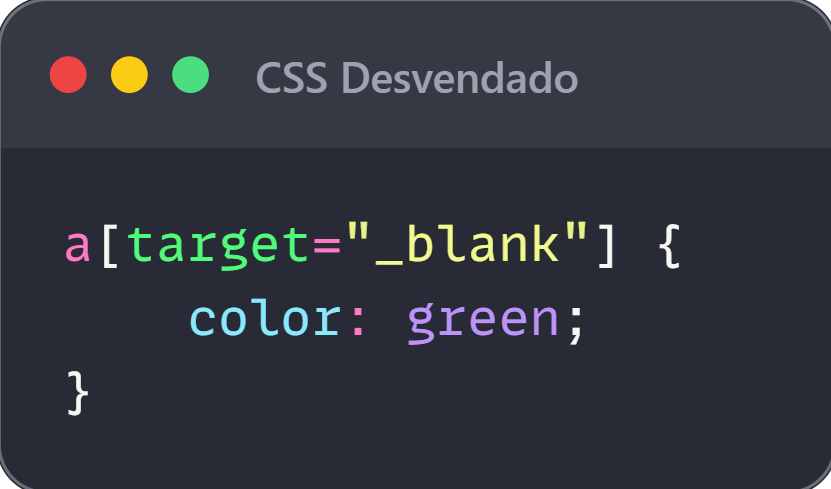 CSS Desvendado
a[target="_blank"] {
    color: green;
}